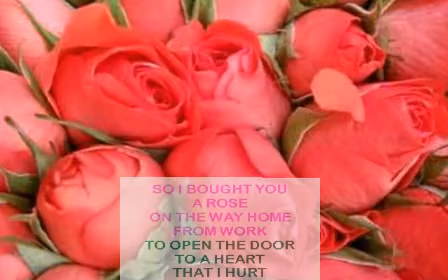 SO I BOUGHT YOU
A ROSE
ON THE WAY HOME
FROM WORK
TO OPEN THE DOOR
TO A HEART
THAT I HURT